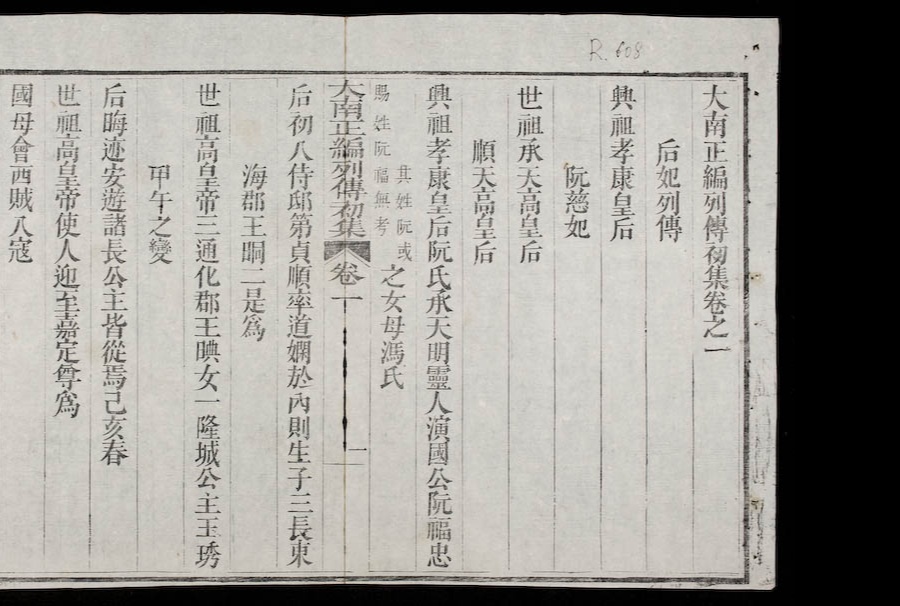 R.608
大南正編列傳初集卷之一
后妃列傳
興祖孝康皇后
阮慈妃
世祖承天高皇后
順天高皇后
興祖孝康皇后阮氏承天明靈人演國公阮福忠
其姓阮或
賜姓阮福無考
之女母馮氏
大南正編列傳初集 卷一 一
后初入侍邸第貞順率道嫻於內則生子三長東
海郡王晍二是爲
世祖高皇帝三通化郡王晪女一隆城公主玉琇
甲午之變
后晦迹安遊諸長公主皆從焉己亥春
世祖高皇帝使人迎至嘉定尊爲
國母會西賊入寇